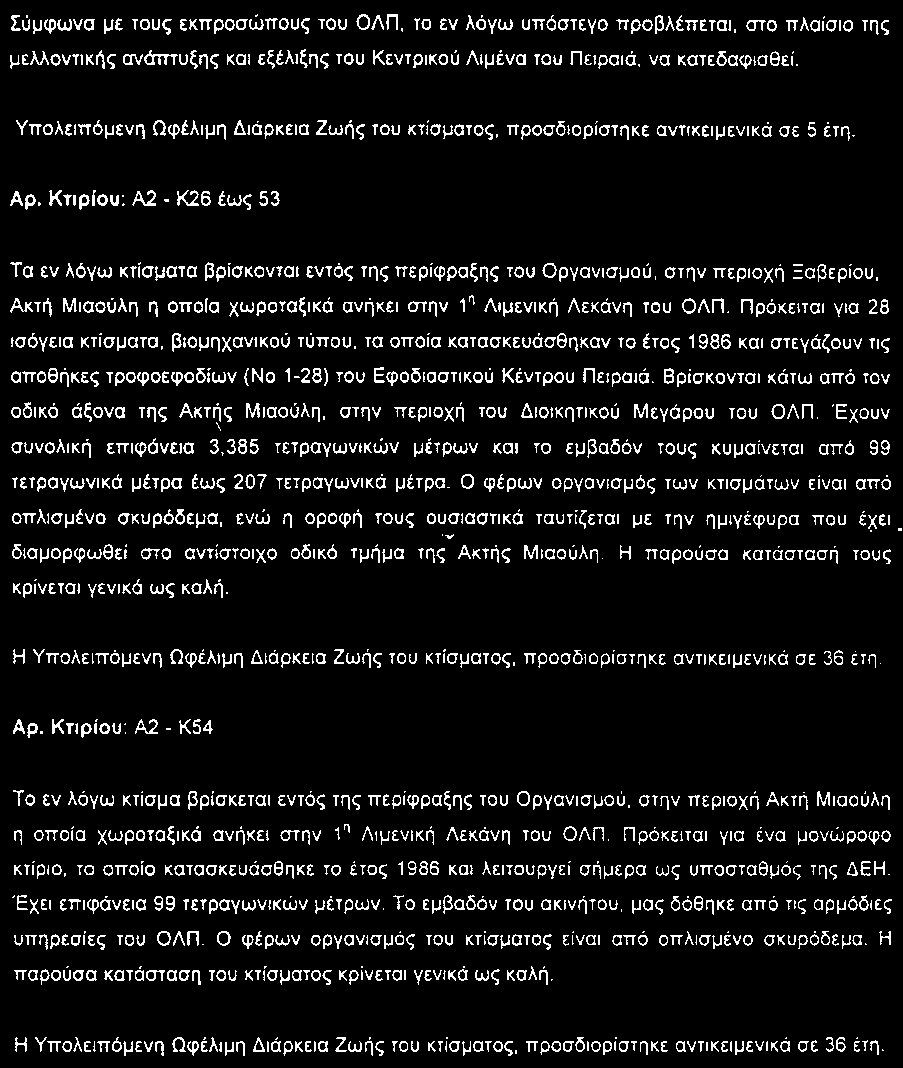 Σύμφωνα με τους εκπροσώπους του ΟΛΠ, το εν λόγω υπόστεγο προβλέπεται, στο πλαίσιο της
μελλοντικής ανάπτυξης και εξέλιξης του Κεντρικού Λιμένα του Πειραιά, να κατεδαφισθεί.
Υπολειπόμενη Ωφέλιμη Διάρκεια Ζωής του κτίσματος, προσδιορίστηκε αντικειμενικά σε 5 έτη.
Αρ. Κτιρίου: Α2 - Κ26 έως 53
Τα εν λόγω κτίσματα βρίσκονται εντός της περίφραξης του Οργανισμού, στην περιοχή Ξαβερίου,
Ακτή Μιαούλη η οποία χωροταξικά ανήκει στην 1η Λιμενική Λεκάνη του ΟΛΠ. Πρόκειται για 28
ισόγεια κτίσματα, βιομηχανικού τύπου, τα οποία κατασκευάσθηκαν το έτος 1986 και στεγάζουν τις
αποθήκες τροφοεφοδίων (Νο 1-28) του Εφοδιαστικού Κέντρου Πειραιά. Βρίσκονται κάτω από τον
οδικό άξονα της Ακτής Μιαούλη, στην περιοχή του Διοικητικού Μεγάρου του ΟΛΠ. Έχουν
συνολική επιφάνεια 3,385 τετραγωνικών μέτρων και το εμβαδόν τους κυμαίνεται από 99
τετραγωνικά μέτρα έως 207 τετραγωνικά μέτρα. Ο φέρων οργανισμός των κτισμάτων είναι από
οπλισμένο σκυρόδεμα, ενώ η οροφή τους ουσιαστικά ταυτίζεται με την ημιγέφυρα που έχει
διαμορφωθεί στο αντίστοιχο οδικό τμήμα της Ακτής Μιαούλη. Η παρούσα κατάστασή τους
κρίνεται γενικά ως καλή.
Η Υπολειπόμενη Ωφέλιμη Διάρκεια Ζωής του κτίσματος, προσδιορίστηκε αντικειμενικά σε 36 έτη.
Αρ. Κτιρίου: Α2 - Κ54
Το εν λόγω κτίσμα βρίσκεται εντός της περίφραξης του Οργανισμού, στην περιοχή Ακτή Μιαούλη
η οποία χωροταξικά ανήκει στην 1η Λιμενική Λεκάνη του ΟΛΠ. Πρόκειται για ένα μονώροφο
κτίριο, το οποίο κατασκευάσθηκε το έτος 1986 και λειτουργεί σήμερα ως υποσταθμός της ΔΕΗ.
Έχει επιφάνεια 99 τετραγωνικών μέτρων. Το εμβαδόν του ακινήτου, μας δόθηκε από τις αρμόδιες
υπηρεσίες του ΟΛΠ. Ο φέρων οργανισμός του κτίσματος είναι από οπλισμένο σκυρόδεμα. Η
παρούσα κατάσταση του κτίσματος κρίνεται γενικά ως καλή.
Η Υπολειπόμενη Ωφέλιμη Διάρκεια Ζωής του κτίσματος, προσδιορίστηκε αντικειμενικά σε 36 έτη.